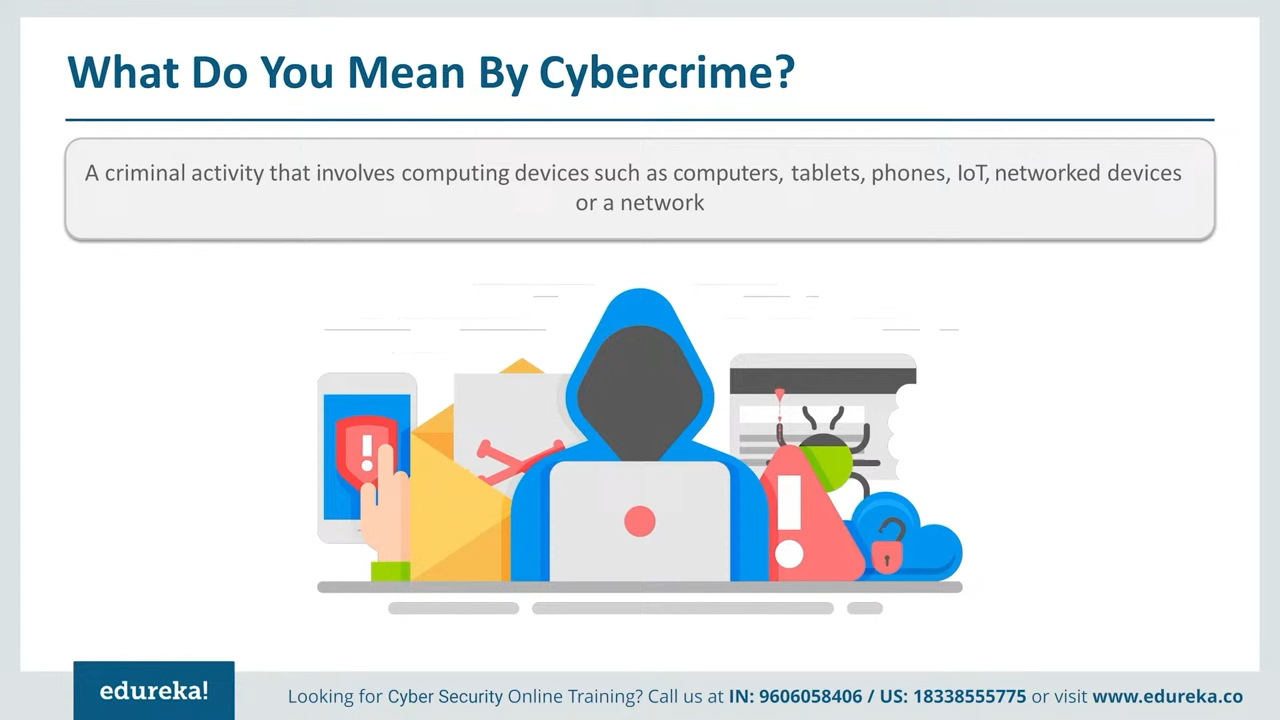 What Do You Mean By Cybercrime?
A criminal activity that involves computing devices such as computers, tablets, phones, IoT, networked devices
or a network
edureka!
Looking for Cyber Security Online Training? Call us at IN: 9606058406 / US: 18338555775 or visit www.edureka.co